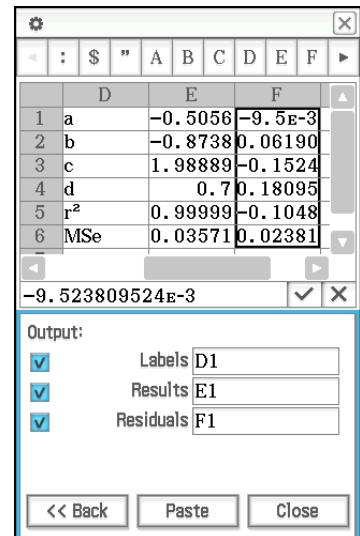 : $ " A B C D E F
D E F
1 a -0.5056 -9.5ᴇ-3
2 b -0.8738 0.06190
3 c 1.98889 -0.1524
4 d 0.7 0.18095
5 r² 0.99999 -0.1048
6 MSe 0.03571 0.02381
-9.523809524ᴇ-3
Output:
Labels D1
Results E1
Residuals F1
<< Back Paste Close